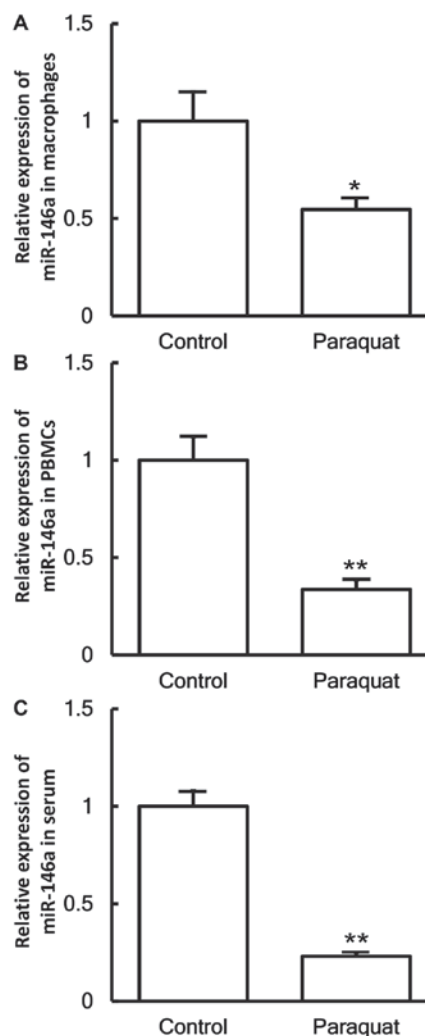 A
Relative expression of
miR-146a in macrophages
1.5
1
0.5
0
*
Control Paraquat
B
Relative expression of
miR-146a in PBMCs
1.5
1
0.5
0
**
Control Paraquat
C
Relative expression of
miR-146a in serum
1.5
1
0.5
0
**
Control Paraquat